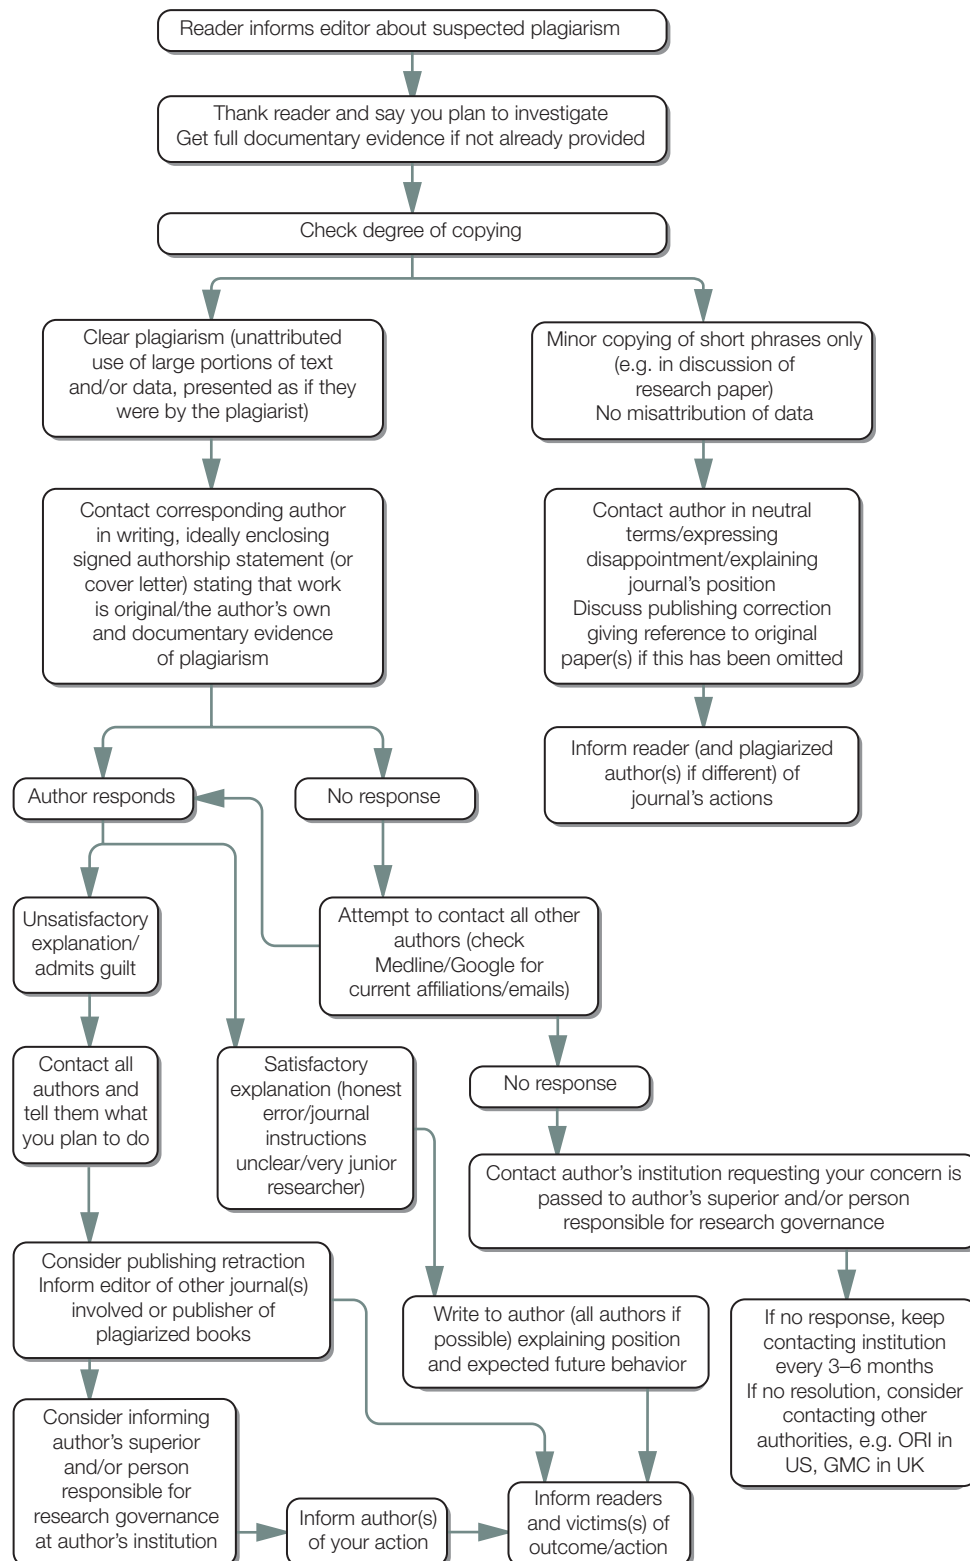 Reader informs editor about suspected plagiarism
Thank reader and say you plan to investigate
Get full documentary evidence if not already provided
Check degree of copying
Clear plagiarism (unattributed
use of large portions of text
and/or data, presented as if they
were by the plagiarist)
Minor copying of short phrases only
(e.g. in discussion of
research paper)
No misattribution of data
Contact corresponding author
in writing, ideally enclosing
signed authorship statement (or
cover letter) stating that work
is original/the author's own
and documentary evidence
of plagiarism
Contact author in neutral
terms/expressing
disappointment/explaining
journal's position
Discuss publishing correction
giving reference to original
paper(s) if this has been omitted
Inform reader (and plagiarized
author(s) if different) of
journal's actions
Author responds
No response
Unsatisfactory
explanation/
admits guilt
Attempt to contact all other
authors (check
Medline/Google for
current affiliations/emails)
Contact all
authors and
tell them what
you plan to do
Satisfactory
explanation (honest
error/journal
instructions
unclear/very junior
researcher)
No response
Contact author's institution requesting your concern is
passed to author's superior and/or person
responsible for research governance
Consider publishing retraction
Inform editor of other journal(s)
involved or publisher of
plagiarized books
Write to author (all authors if
possible) explaining position
and expected future behavior
If no response, keep
contacting institution
every 3–6 months
If no resolution, consider
contacting other
authorities, e.g. ORI in
US, GMC in UK
Consider informing
author's superior
and/or person
responsible for
research governance
at author's institution
Inform author(s)
of your action
Inform readers
and victims(s) of
outcome/action